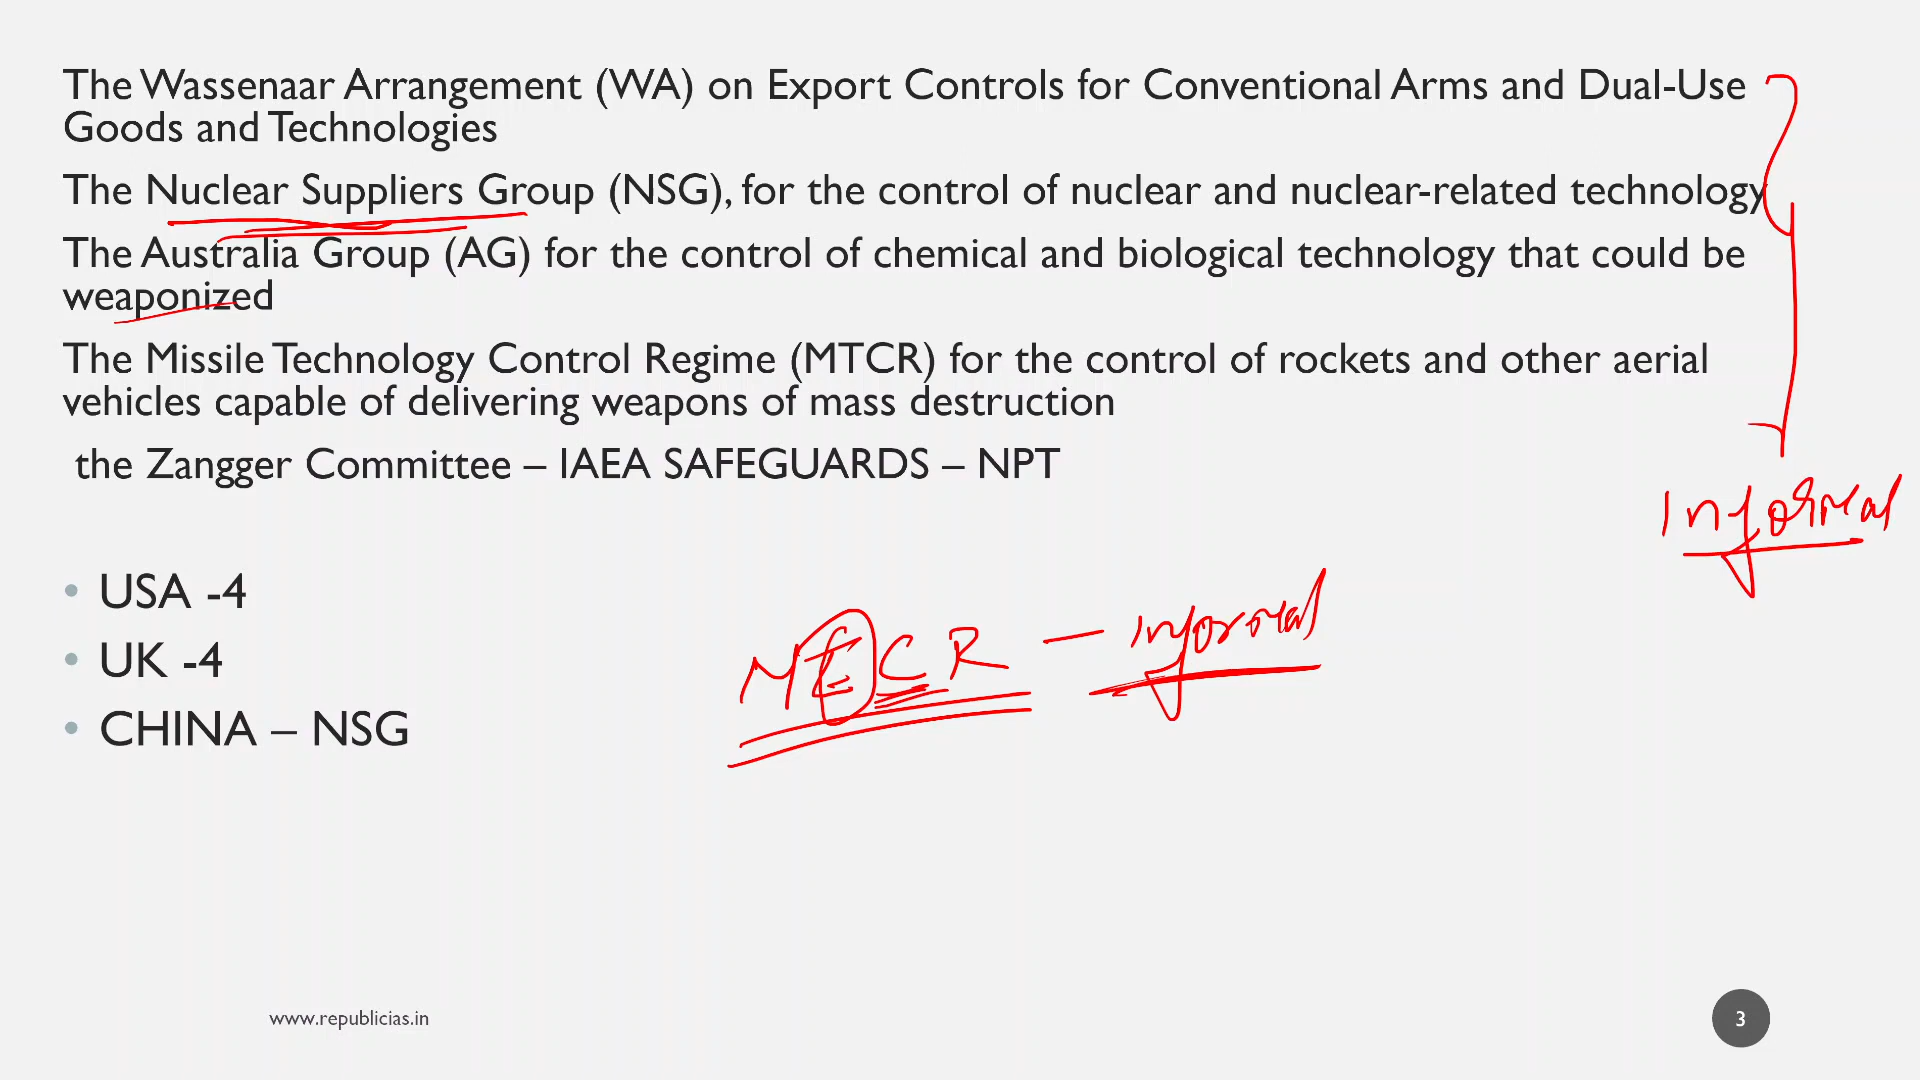 The Wassenaar Arrangement (WA) on Export Controls for Conventional Arms and Dual-Use
Goods and Technologies
The Nuclear Suppliers Group (NSG), for the control of nuclear and nuclear-related technology
The Australia Group (AG) for the control of chemical and biological technology that could be
weaponized
The Missile Technology Control Regime (MTCR) for the control of rockets and other aerial
vehicles capable of delivering weapons of mass destruction
the Zangger Committee – IAEA SAFEGUARDS – NPT
Informal
• USA -4
• UK -4
• CHINA – NSG
MECR – Informal
www.republicias.in
3